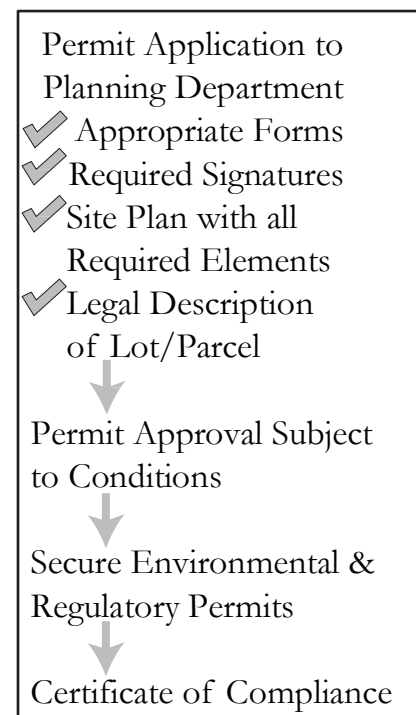 Permit Application to
Planning Department
Appropriate Forms
Required Signatures
Site Plan with all
Required Elements
Legal Description
of Lot/Parcel
Permit Approval Subject
to Conditions
Secure Environmental &
Regulatory Permits
Certificate of Compliance